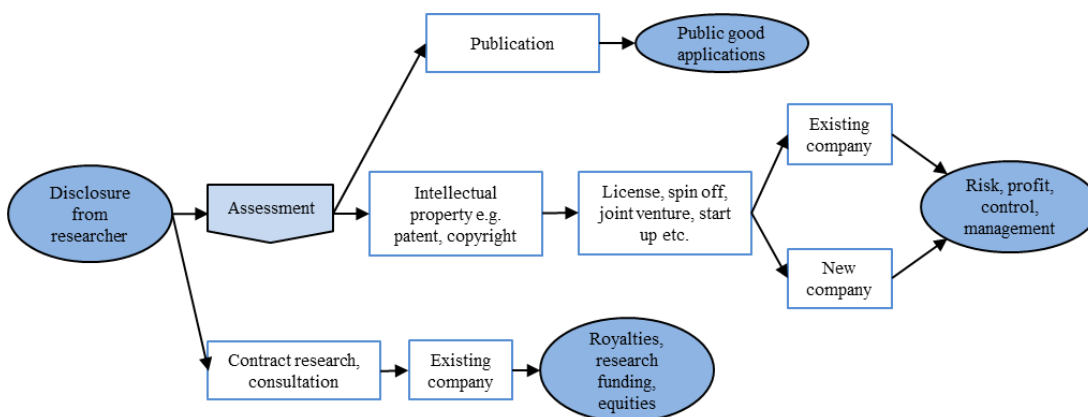 Publication
Public good
applications
Existing
company
Disclosure
from
researcher
Assessment
Intellectual
property e.g.
patent, copyright
License, spin off,
joint venture, start
up etc.
Risk, profit,
control,
management
New
company
Contract research,
consultation
Existing
company
Royalties,
research
funding,
equities